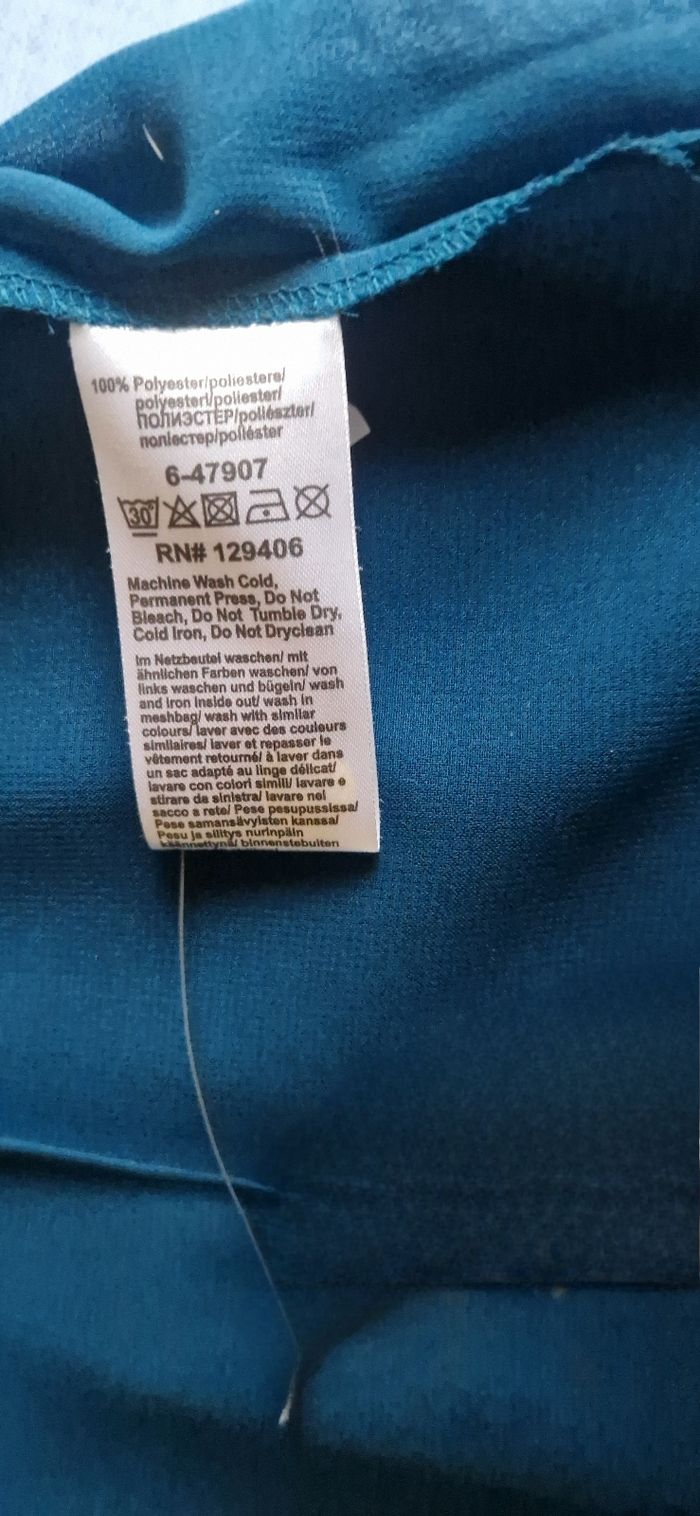 100% Polyester/poliestere/
polyester/poliester/
ПОЛИЭСТЕР/poliészter/
поліестер/poliéster
6-47907
30°
RN# 129406
Machine Wash Cold,
Permanent Press, Do Not
Bleach, Do Not Tumble Dry,
Cold Iron, Do Not Dryclean
Im Netzbeutel waschen/ mit
ähnlichen Farben waschen/ von
links waschen und bügeln/ wash
and iron inside out/ wash in
meshbag/ wash with similar
colours/ laver avec des couleurs
similaires/ laver et repasser le
vêtement retourné/ à laver dans
un sac adapté au linge délicat/
lavare con colori simili/ lavare e
stirare da sinistra/ lavare nel
sacco a rete/ Pese pesupussissa/
Pese samansävyisten kanssa/
Pesu ja silitys nurinpäin
käännettynä/ binnenstebuiten